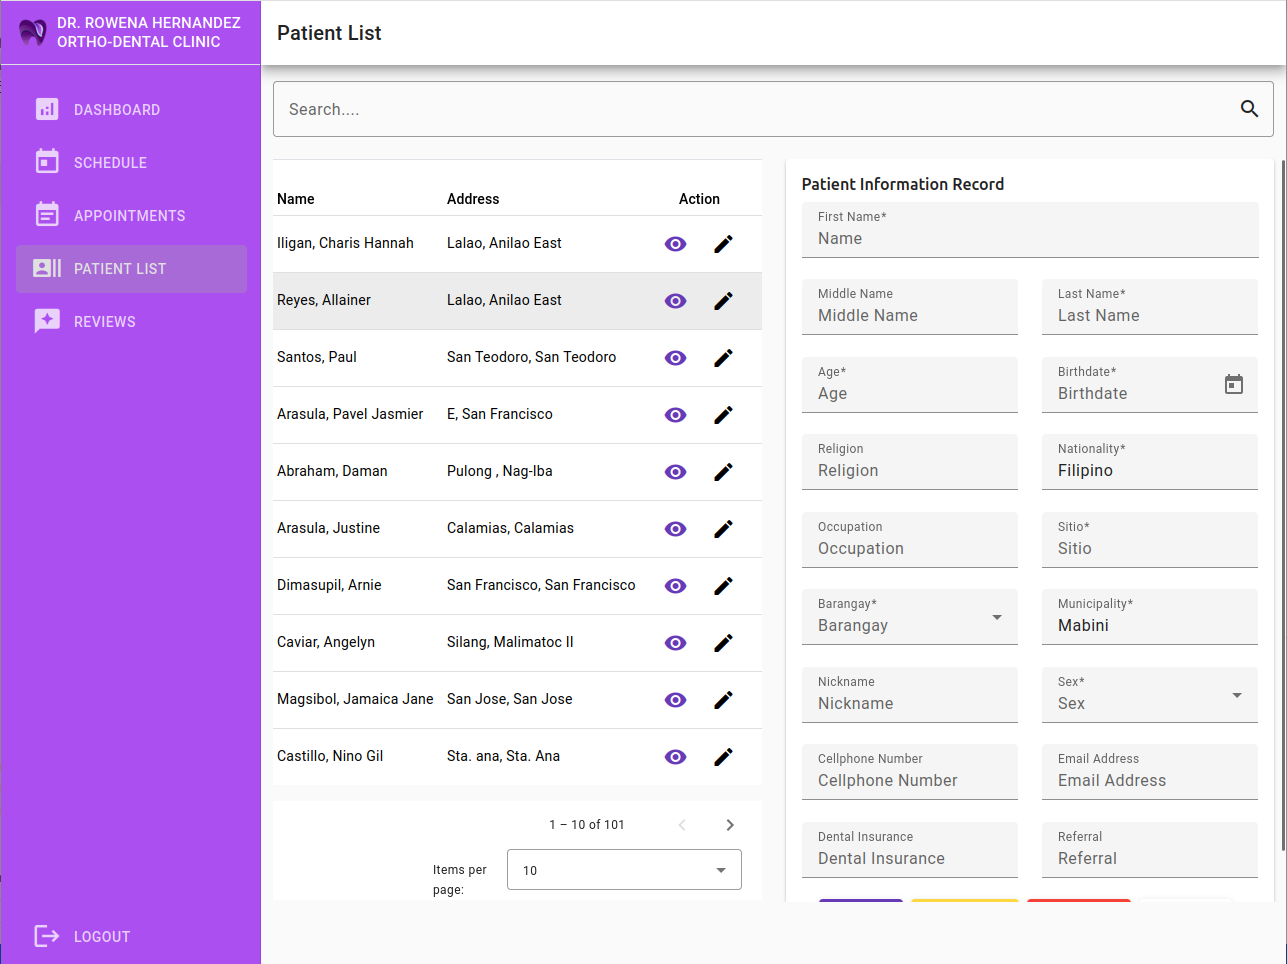 DR. ROWENA HERNANDEZ
ORTHO-DENTAL CLINIC
DASHBOARD
SCHEDULE
APPOINTMENTS
PATIENT LIST
REVIEWS
LOGOUT
Patient List
Search....
Name Address Action
Iligan, Charis Hannah Lalao, Anilao East
Reyes, Allainer Lalao, Anilao East
Santos, Paul San Teodoro, San Teodoro
Arasula, Pavel Jasmier E, San Francisco
Abraham, Daman Pulong , Nag-Iba
Arasula, Justine Calamias, Calamias
Dimasupil, Arnie San Francisco, San Francisco
Caviar, Angelyn Silang, Malimatoc II
Magsibol, Jamaica Jane San Jose, San Jose
Castillo, Nino Gil Sta. ana, Sta. Ana
1 – 10 of 101
Items per
page:
10
Patient Information Record
First Name*
Name
Middle Name Last Name*
Middle Name Last Name
Age* Birthdate*
Age Birthdate
Religion Nationality*
Religion Filipino
Occupation Sitio*
Occupation Sitio
Barangay* Municipality*
Barangay Mabini
Nickname Sex*
Nickname Sex
Cellphone Number Email Address
Cellphone Number Email Address
Dental Insurance Referral
Dental Insurance Referral